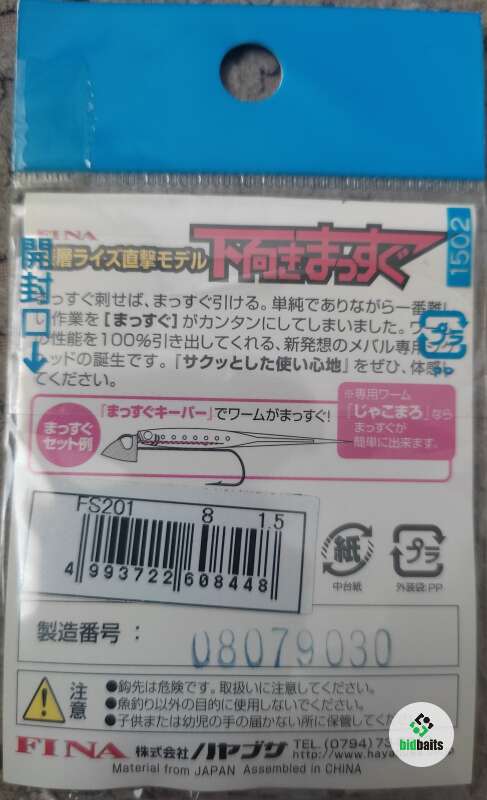 FINA
1502
層ライズ直撃モデル 下向きまっすぐ
開封口↓
っすぐ刺せば、まっすぐ引ける。単純でありながら一番難し
い作業を【まっすぐ】がカンタンにしてしまいました。ワ
の性能を100%引き出してくれる、新発想のメバル専用
ッドの誕生です。『サクッとした使い心地』をぜひ、体感
てください。
プラ
PP
まっすぐ
セット例
『まっすぐキーパー』でワームがまっすぐ!
※専用ワーム
『じゃこまろ』なら
まっすぐが
簡単に出来ます。
FS201 8 1.5
4 993722 608448
紙
中台紙
プラ
外装袋:PP
製造番号: 08079030
注意
●鈎先は危険です。取扱いに注意してください。
●魚釣り以外の目的に使用しないでください。
●子供または幼児の手の届かない所に保管してく
FINA 株式会社ハヤブサ TEL.(0794)73
http://www.haya
Material from JAPAN Assembled in CHINA
bidbaits